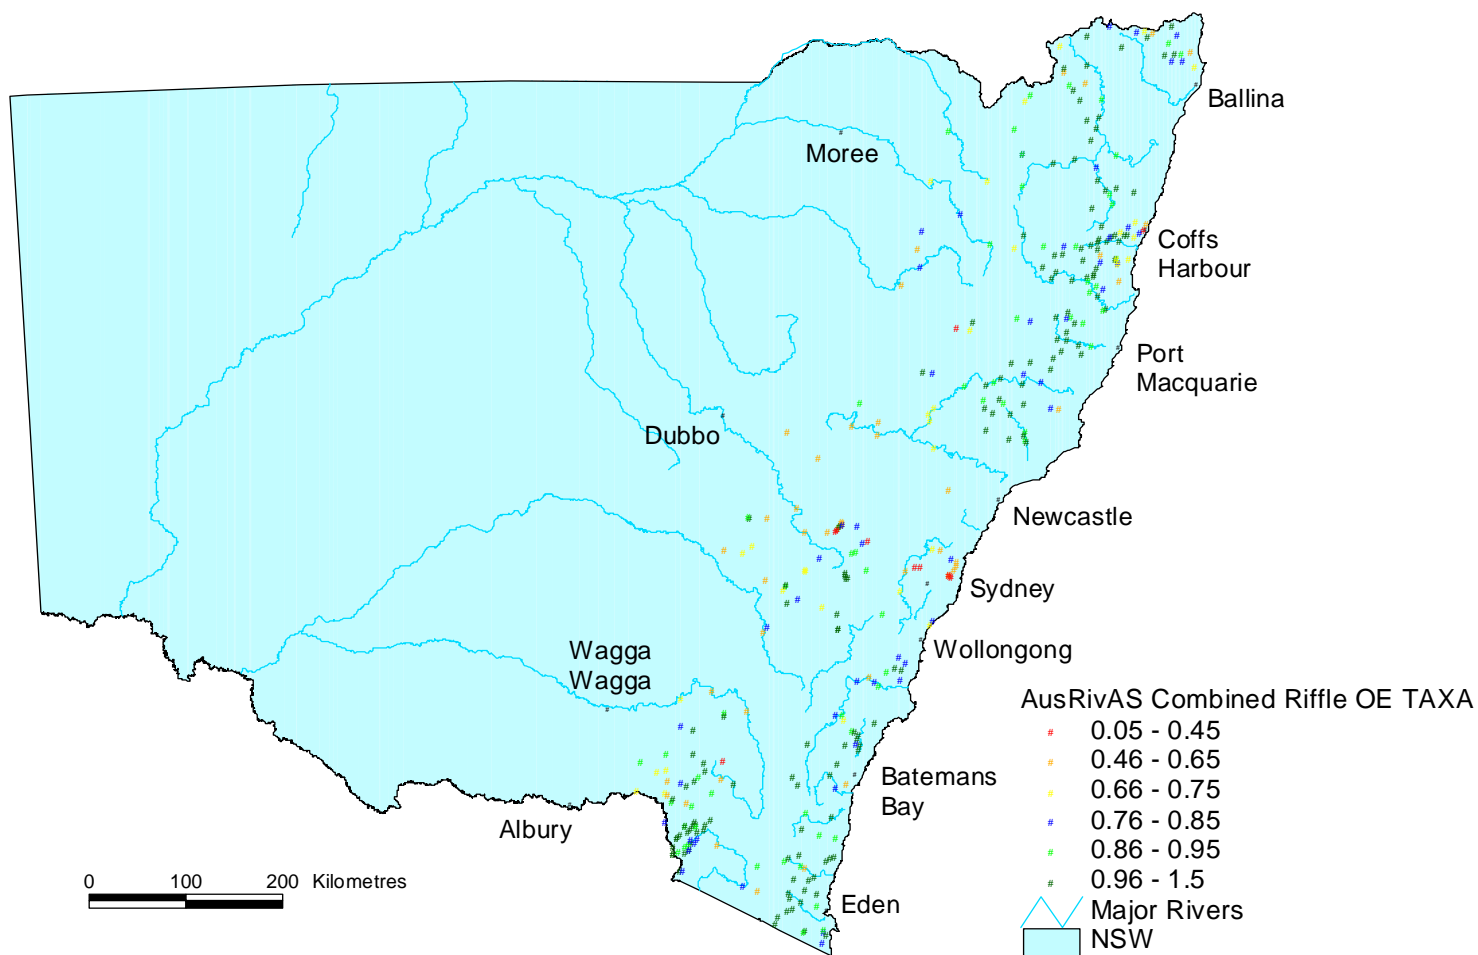 Ballina
Moree
Coffs
Harbour
Port
Macquarie
Dubbo
Newcastle
Sydney
Wagga
Wagga
Wollongong
AusRivAS Combined Riffle OE TAXA
# 0.05 - 0.45
# 0.46 - 0.65
# 0.66 - 0.75
# 0.76 - 0.85
# 0.86 - 0.95
# 0.96 - 1.5
Major Rivers
NSW
Batemans
Bay
Albury
0 100 200 Kilometres
Eden